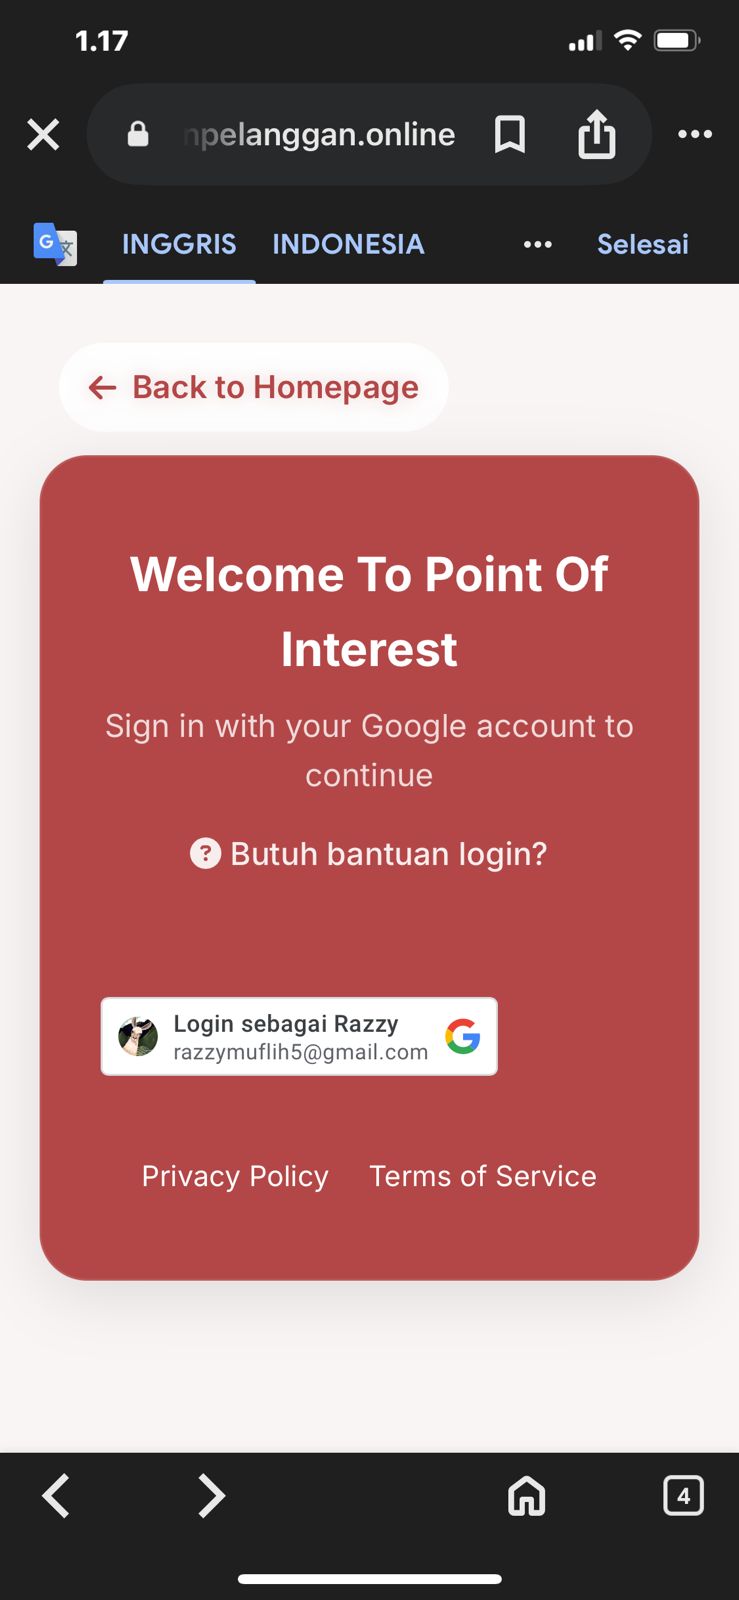 1.17
npelanggan.online
INGGRIS INDONESIA Selesai
Back to Homepage
Welcome To Point Of
Interest
Sign in with your Google account to
continue
? Butuh bantuan login?
Login sebagai Razzy
razzymuflih5@gmail.com
Privacy Policy Terms of Service
4